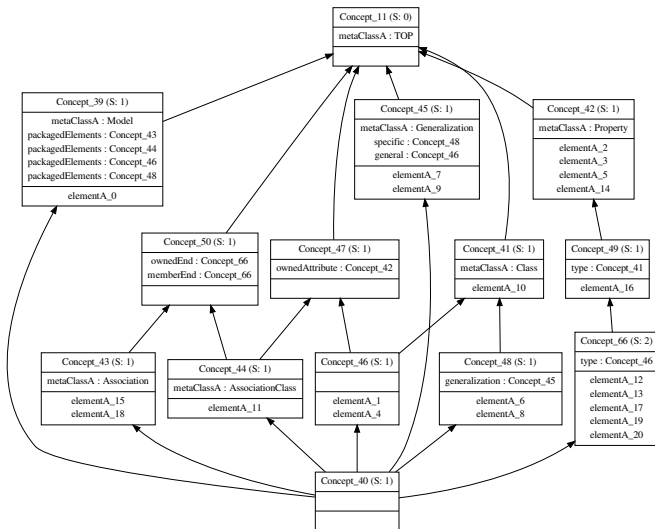 Concept_11 (S: 0)
metaClassA : TOP
Concept_39 (S: 1)
metaClassA : Model
packagedElements : Concept_43
packagedElements : Concept_44
packagedElements : Concept_46
packagedElements : Concept_48
elementA_0
Concept_45 (S: 1)
metaClassA : Generalization
specific : Concept_48
general : Concept_46
elementA_7
elementA_9
Concept_42 (S: 1)
metaClassA : Property
elementA_2
elementA_3
elementA_5
elementA_14
Concept_50 (S: 1)
ownedEnd : Concept_66
memberEnd : Concept_66
Concept_47 (S: 1)
ownedAttribute : Concept_42
Concept_41 (S: 1)
metaClassA : Class
elementA_10
Concept_49 (S: 1)
type : Concept_41
elementA_16
Concept_43 (S: 1)
metaClassA : Association
elementA_15
elementA_18
Concept_44 (S: 1)
metaClassA : AssociationClass
elementA_11
Concept_46 (S: 1)
elementA_1
elementA_4
Concept_48 (S: 1)
generalization : Concept_45
elementA_6
elementA_8
Concept_66 (S: 2)
type : Concept_46
elementA_12
elementA_13
elementA_17
elementA_19
elementA_20
Concept_40 (S: 1)